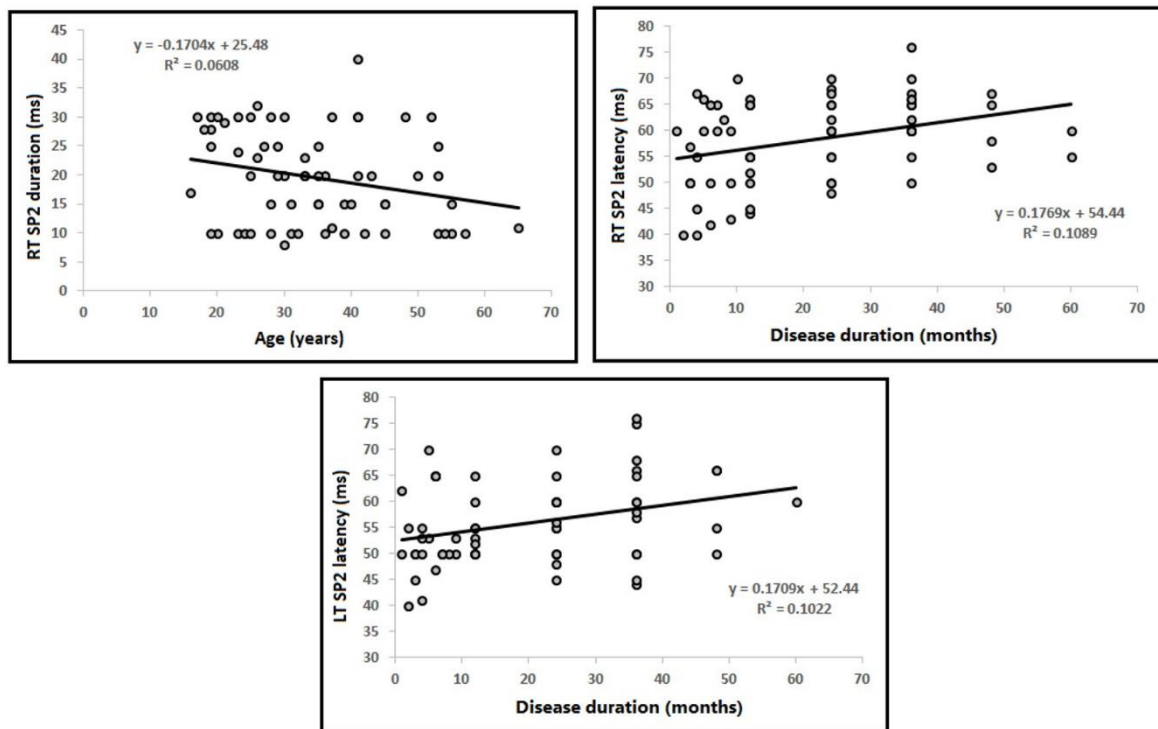 RT SP2 duration (ms)
45
40
35
30
25
20
15
10
5
0
y = -0.1704x + 25.48
R² = 0.0608
0 10 20 30 40 50 60 70
Age (years)
RT SP2 latency (ms)
80
75
70
65
60
55
50
45
40
35
30
y = 0.1769x + 54.44
R² = 0.1089
0 10 20 30 40 50 60 70
Disease duration (months)
LT SP2 latency (ms)
80
75
70
65
60
55
50
45
40
35
30
y = 0.1709x + 52.44
R² = 0.1022
0 10 20 30 40 50 60 70
Disease duration (months)